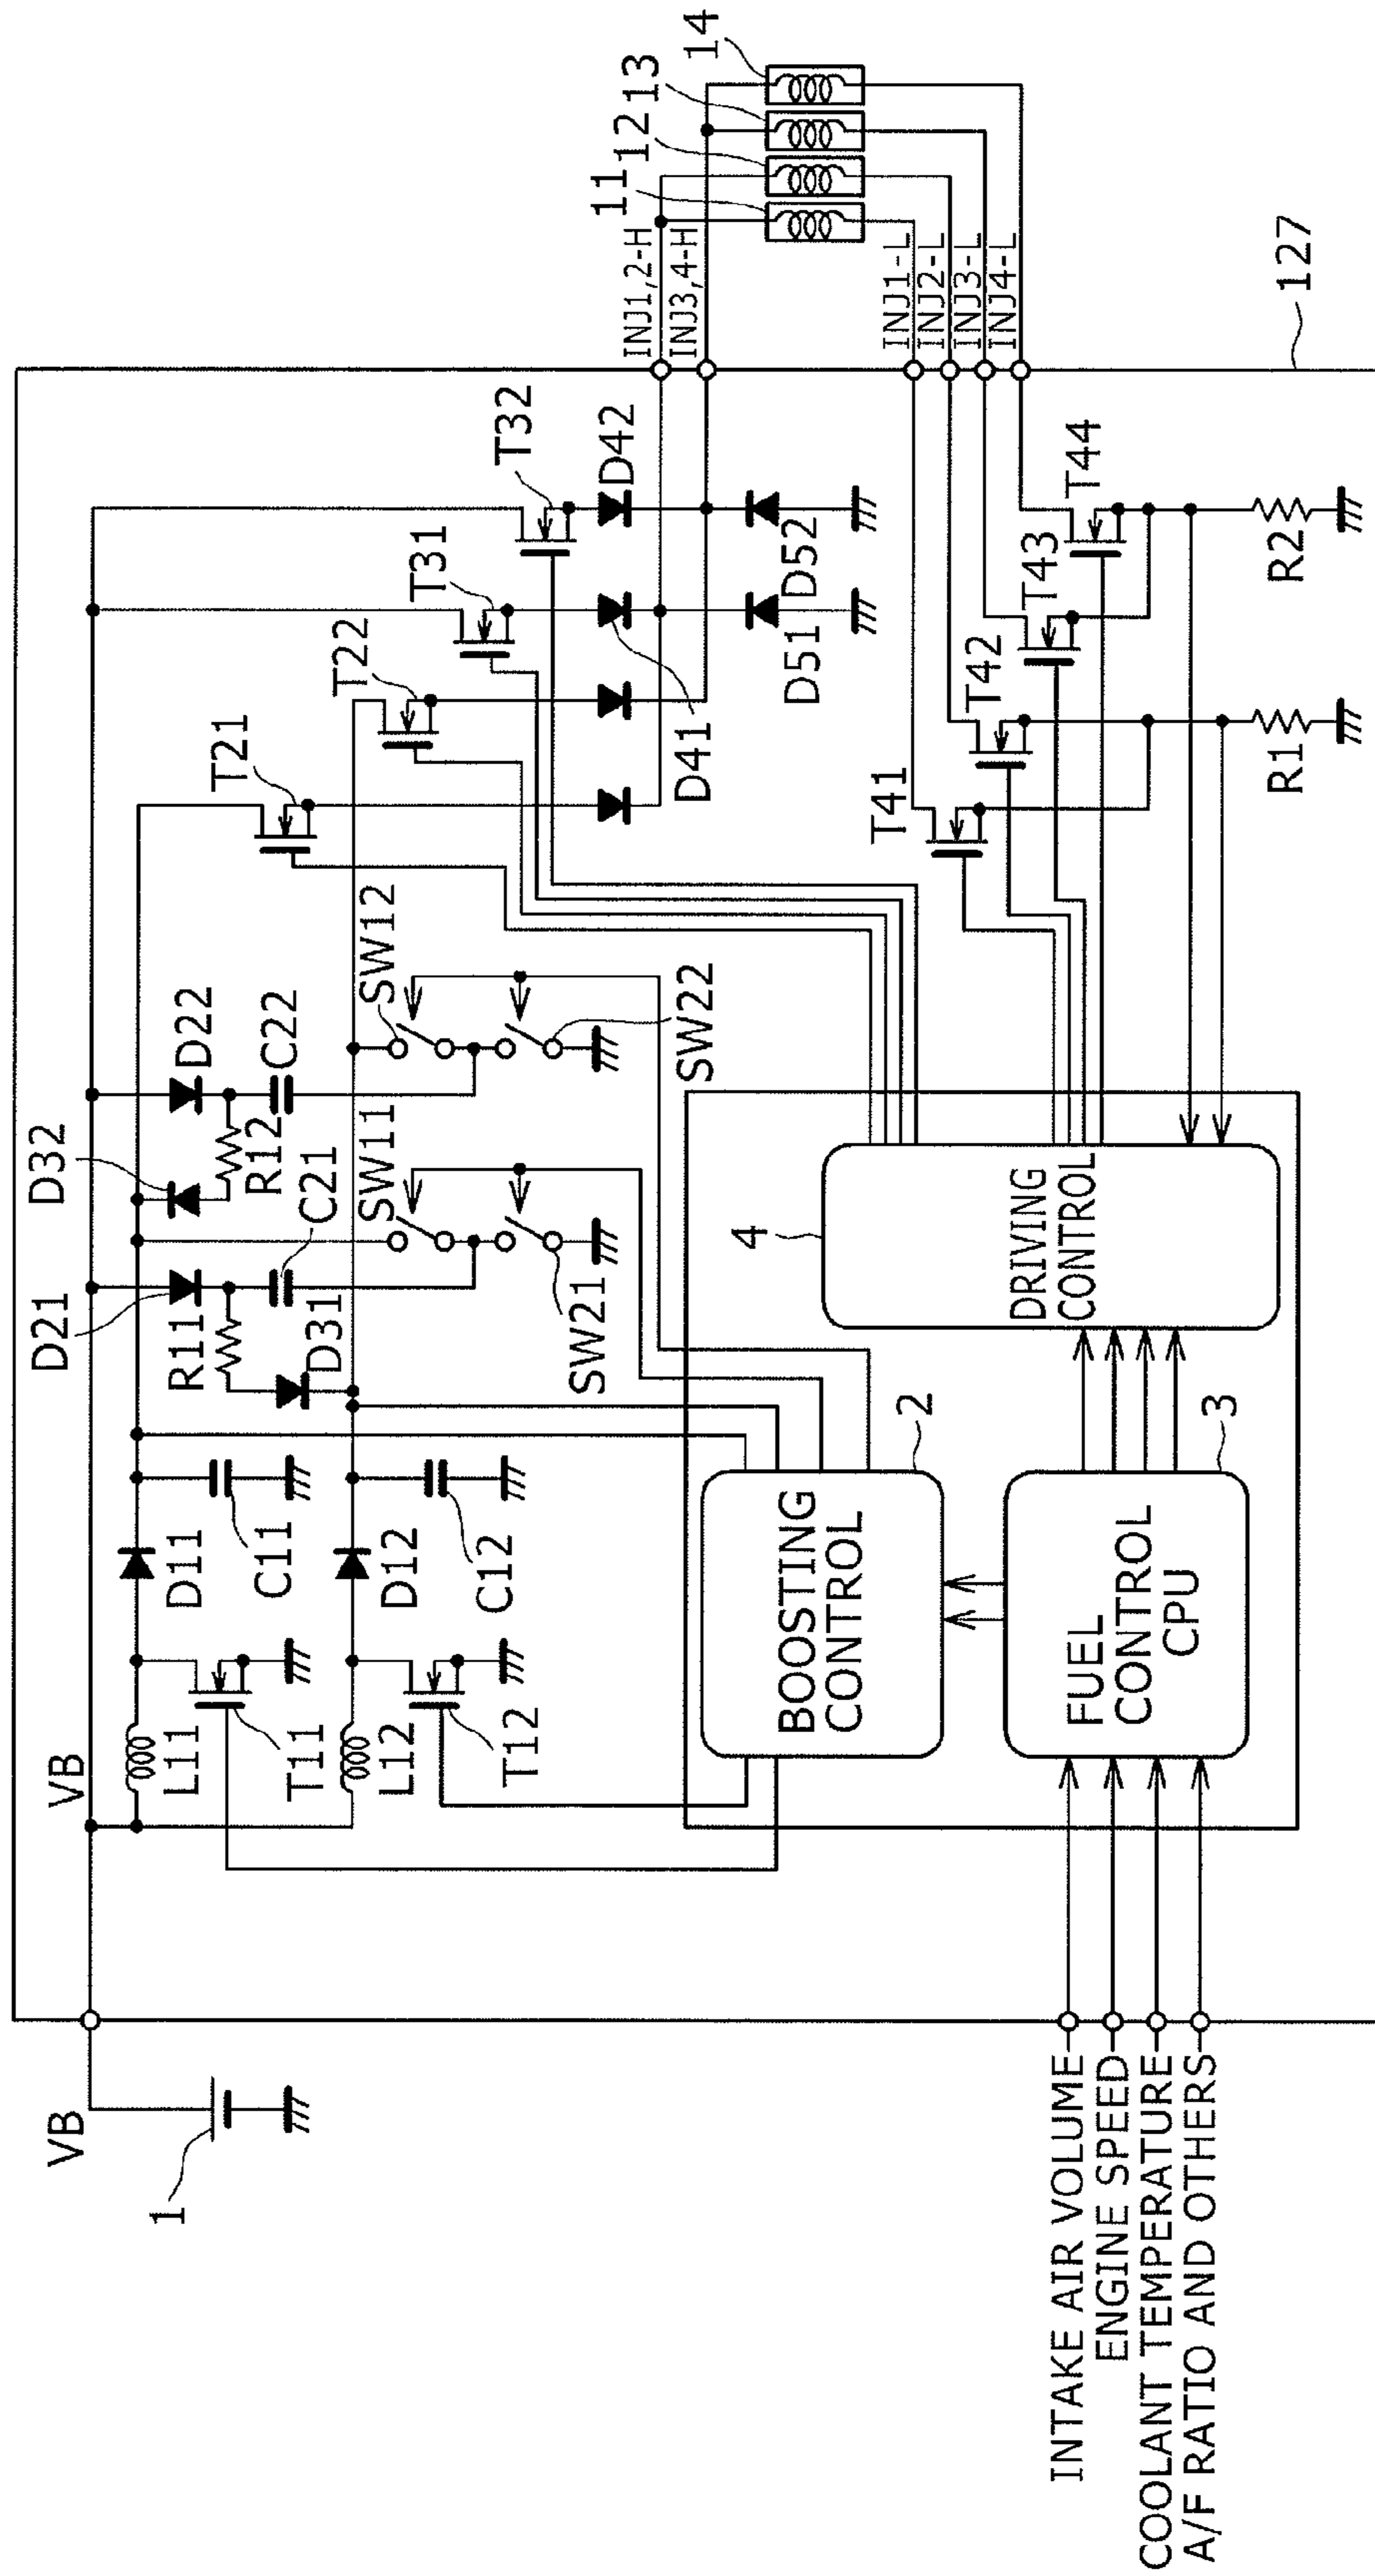 VB
1
VB
L11
T11
D11
C11
L12
T12
D12
C12
D21
R11
C21
D31
SW11
SW21
D32
D22
R12
C22
SW12
SW22
T21
T22
T31
T32
D41
D42
D51
D52
INJ1,2-H
INJ3,4-H
11
12
13
14
INJ1-L
INJ2-L
INJ3-L
INJ4-L
T41
T42
T43
T44
R1
R2
127
BOOSTING
CONTROL
2
FUEL
CONTROL
CPU
3
DRIVING
CONTROL
4
INTAKE AIR VOLUME
ENGINE SPEED
COOLANT TEMPERATURE
A/F RATIO AND OTHERS